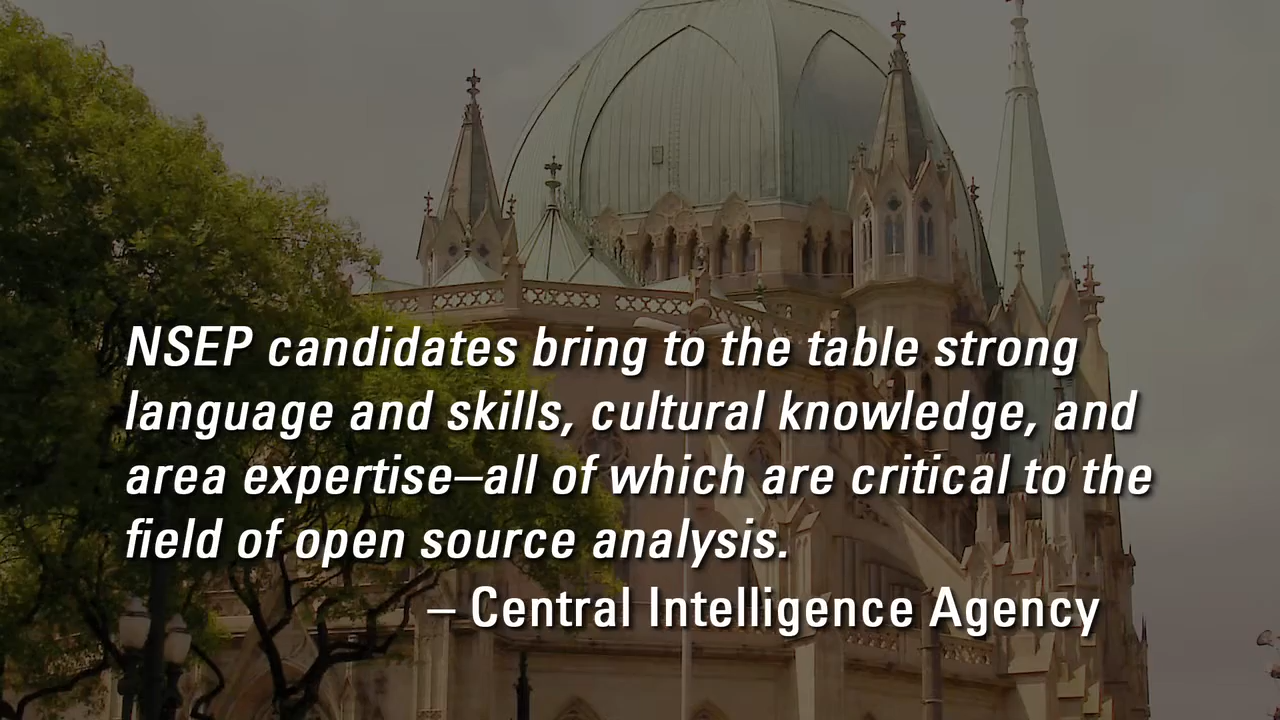 NSEP candidates bring to the table strong
language and skills, cultural knowledge, and
area expertise–all of which are critical to the
field of open source analysis.
– Central Intelligence Agency